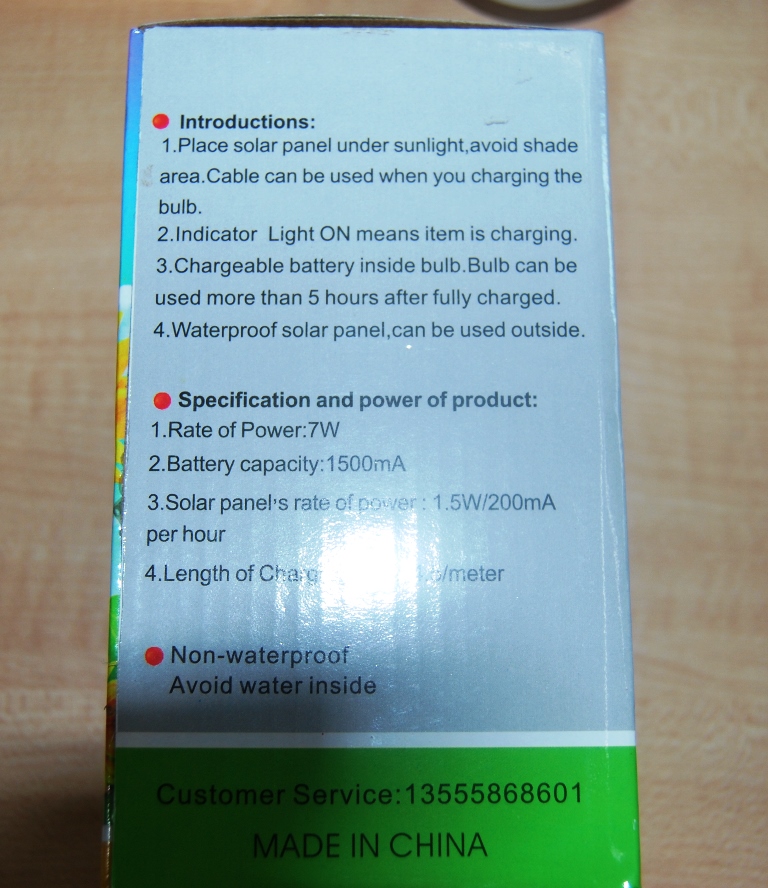 Introductions:
1.Place solar panel under sunlight,avoid shade
area.Cable can be used when you charging the
bulb.
2.Indicator Light ON means item is charging.
3.Chargeable battery inside bulb.Bulb can be
used more than 5 hours after fully charged.
4.Waterproof solar panel,can be used outside.
Specification and power of product:
1.Rate of Power:7W
2.Battery capacity:1500mA
3.Solar panel's rate of power : 1.5W/200mA
per hour
4.Length of /meter
Non-waterproof
Avoid water inside
Customer Service:13555868601
MADE IN CHINA